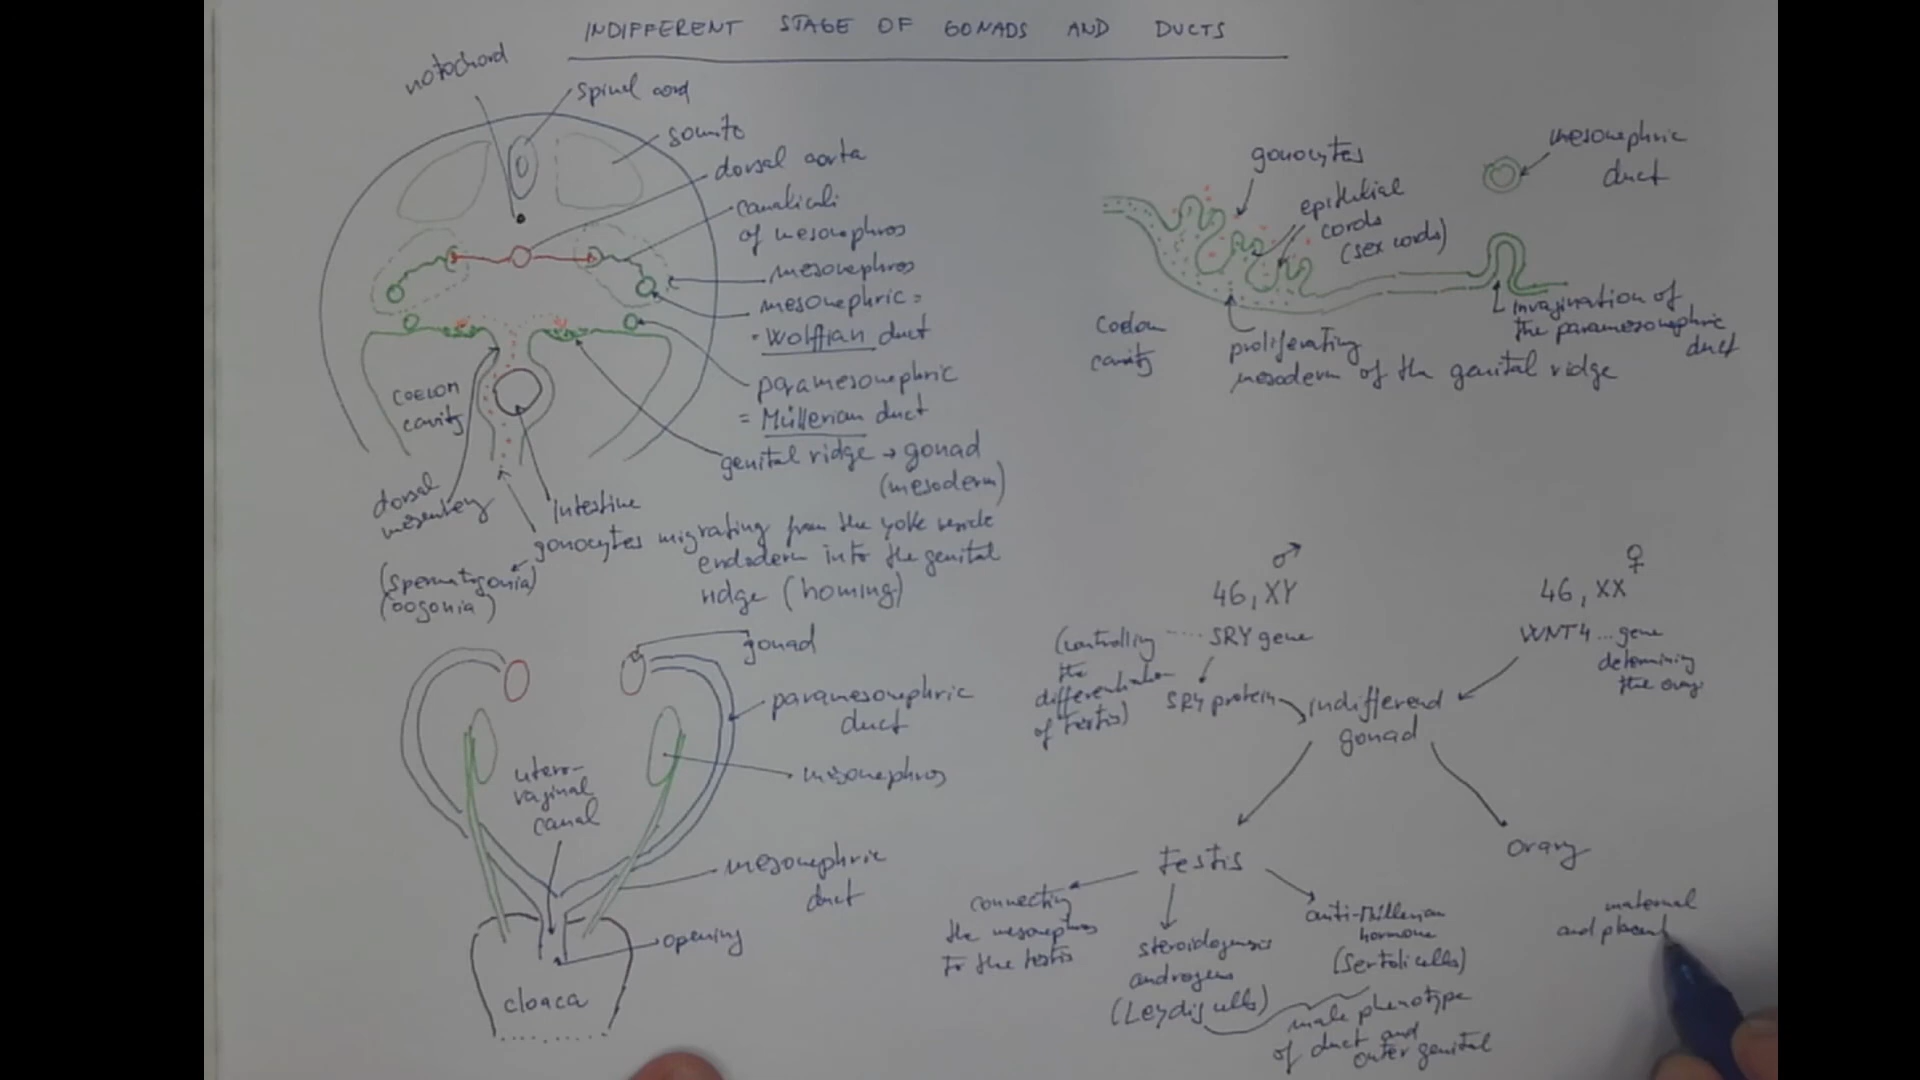 INDIFFERENT STAGE OF GONADS AND DUCTS
notochord
spinal cord
somite
dorsal aorta
canaliculi
of mesonephros
mesonephros
mesonephric =
= Wolffian duct
paramesonephric
= Müllerian duct
genital ridge → gonad
(mesoderm)
COELOM
cavity
dorsal
mesentery
Intestine
gonocytes migrating from the yolk vesicle
endoderm into the genital
ridge (homing)
(spermatogonia)
(oogonia)
gonocytes
epithelial
cords
(sex cords)
mesonephric
duct
Coelom
cavity
proliferating
mesoderm of the genital ridge
invagination of
the paramesonephric
duct
gonad
paramesonephric
duct
mesonephros
utero-
vaginal
canal
mesonephric
duct
opening
cloaca
♂
46, XY
SRY gene
(controlling
the
differentiation
of testis)
SRY protein
♀
46, XX
WNT4 ... gene
determining
the ovary
indifferend
gonad
testis
ovary
connecting
the mesonephros
to the testis
steroidogenesis
androgens
(Leydig cells)
anti-Müllerian
hormone
(Sertoli cells)
male phenotype
of duct and
outer genital
maternal
and placent